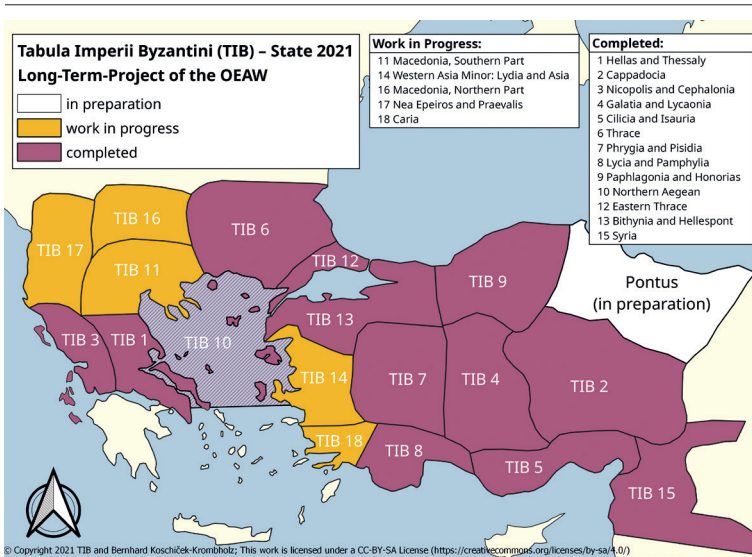 Tabula Imperii Byzantini (TIB) – State 2021
Long-Term-Project of the OEAW
in preparation
work in progress
completed
Work in Progress:
11 Macedonia, Southern Part
14 Western Asia Minor: Lydia and Asia
16 Macedonia, Northern Part
17 Nea Epeiros and Praevalis
18 Caria
Completed:
1 Hellas and Thessaly
2 Cappadocia
3 Nicopolis and Cephalonia
4 Galatia and Lycaonia
5 Cilicia and Isauria
6 Thrace
7 Phrygia and Pisidia
8 Lycia and Pamphylia
9 Paphlagonia and Honorias
10 Northern Aegean
12 Eastern Thrace
13 Bithynia and Hellespont
15 Syria
TIB 16
TIB 6
TIB 17
TIB 11
TIB 12
TIB 9
Pontus
(in preparation)
TIB 13
TIB 3
TIB 1
TIB 10
TIB 14
TIB 7
TIB 4
TIB 2
TIB 18
TIB 8
TIB 5
TIB 15
© Copyright 2021 TIB and Bernhard Koschiček-Krombholz; This work is licensed under a CC-BY-SA License (https://creativecommons.org/licenses/by-sa/4.0/)